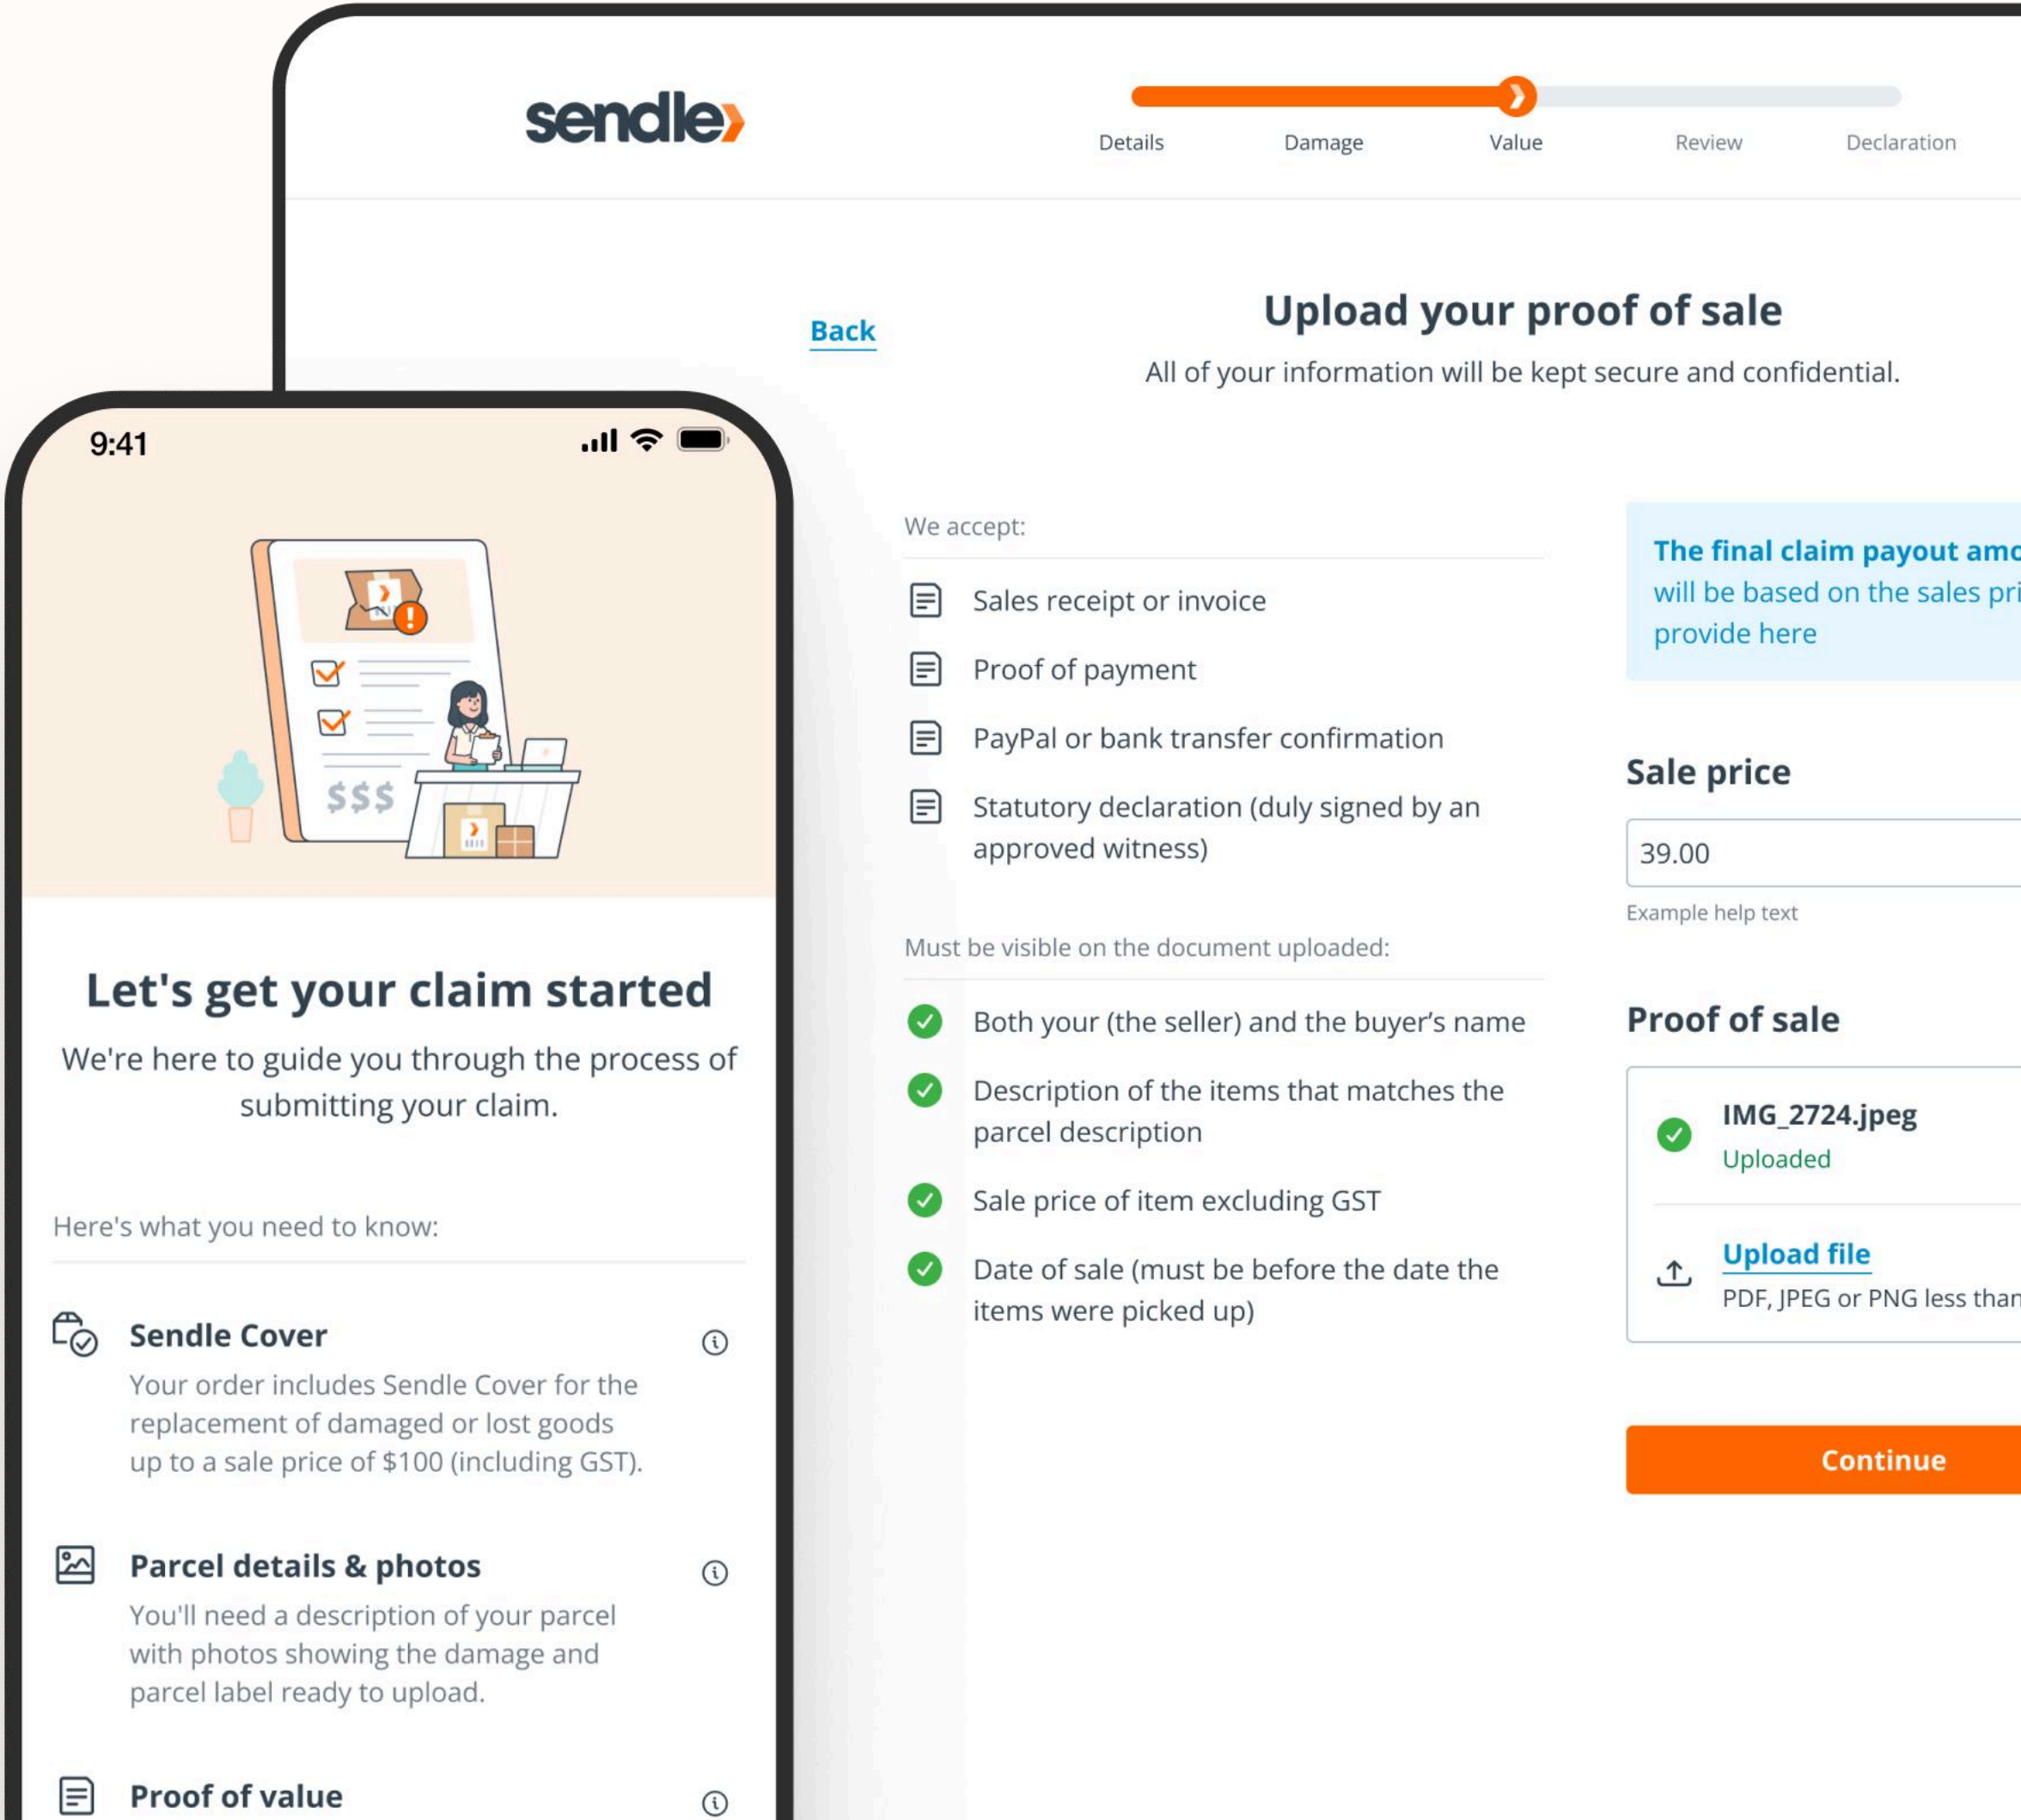 sendle
Details Damage Value Review Declaration
Back
Upload your proof of sale
All of your information will be kept secure and confidential.
We accept:
Sales receipt or invoice
Proof of payment
PayPal or bank transfer confirmation
Statutory declaration (duly signed by an
approved witness)
Must be visible on the document uploaded:
Both your (the seller) and the buyer’s name
Description of the items that matches the
parcel description
Sale price of item excluding GST
Date of sale (must be before the date the
items were picked up)
The final claim payout
will be based on the sales
provide here
Sale price
39.00
Example help text
Proof of sale
IMG_2724.jpeg
Uploaded
Upload file
PDF, JPEG or PNG less than
Continue
9:41
$$$
Let's get your claim started
We're here to guide you through the process of
submitting your claim.
Here's what you need to know:
Sendle Cover
Your order includes Sendle Cover for the
replacement of damaged or lost goods
up to a sale price of $100 (including GST).
Parcel details & photos
You'll need a description of your parcel
with photos showing the damage and
parcel label ready to upload.
Proof of value